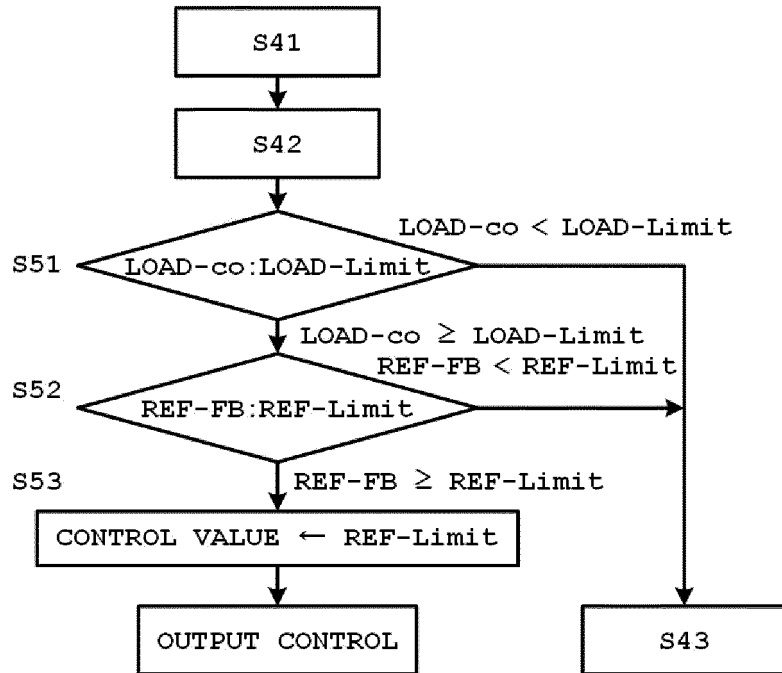 S41
S42
LOAD-co < LOAD-Limit
S51
LOAD-co:LOAD-Limit
LOAD-co ≥ LOAD-Limit
REF-FB < REF-Limit
S52
REF-FB:REF-Limit
S53
REF-FB ≥ REF-Limit
CONTROL VALUE ← REF-Limit
OUTPUT CONTROL
S43